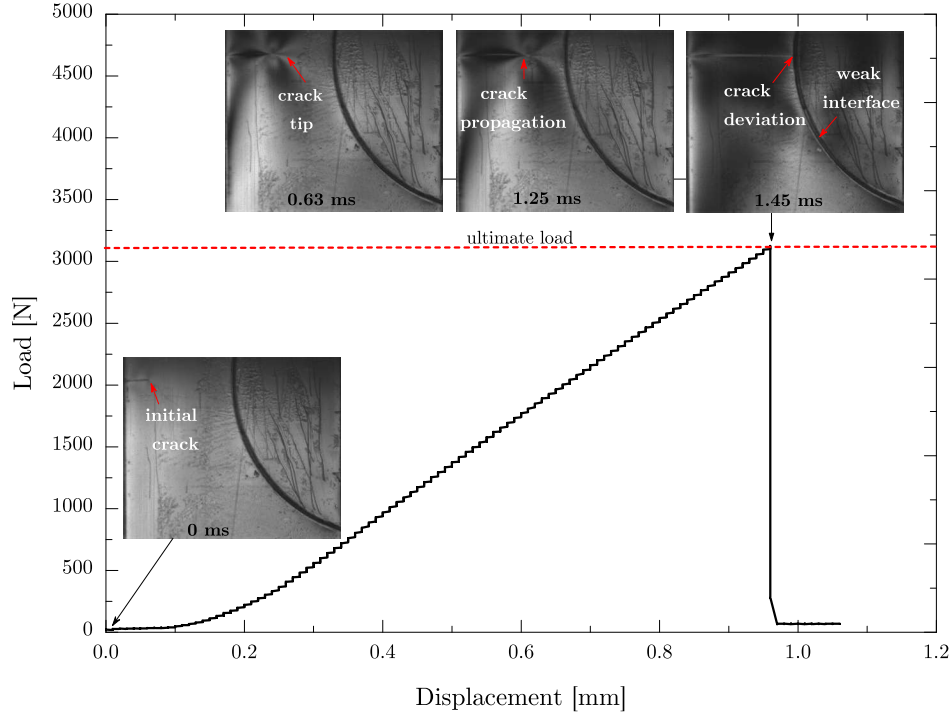 5000
4500
4000
3500
3000
2500
2000
1500
1000
500
0
Load [N]
crack
tip
0.63 ms
crack
propagation
1.25 ms
crack
deviation
weak
interface
1.45 ms
ultimate load
initial
crack
0 ms
0.0 0.2 0.4 0.6 0.8 1.0 1.2
Displacement [mm]